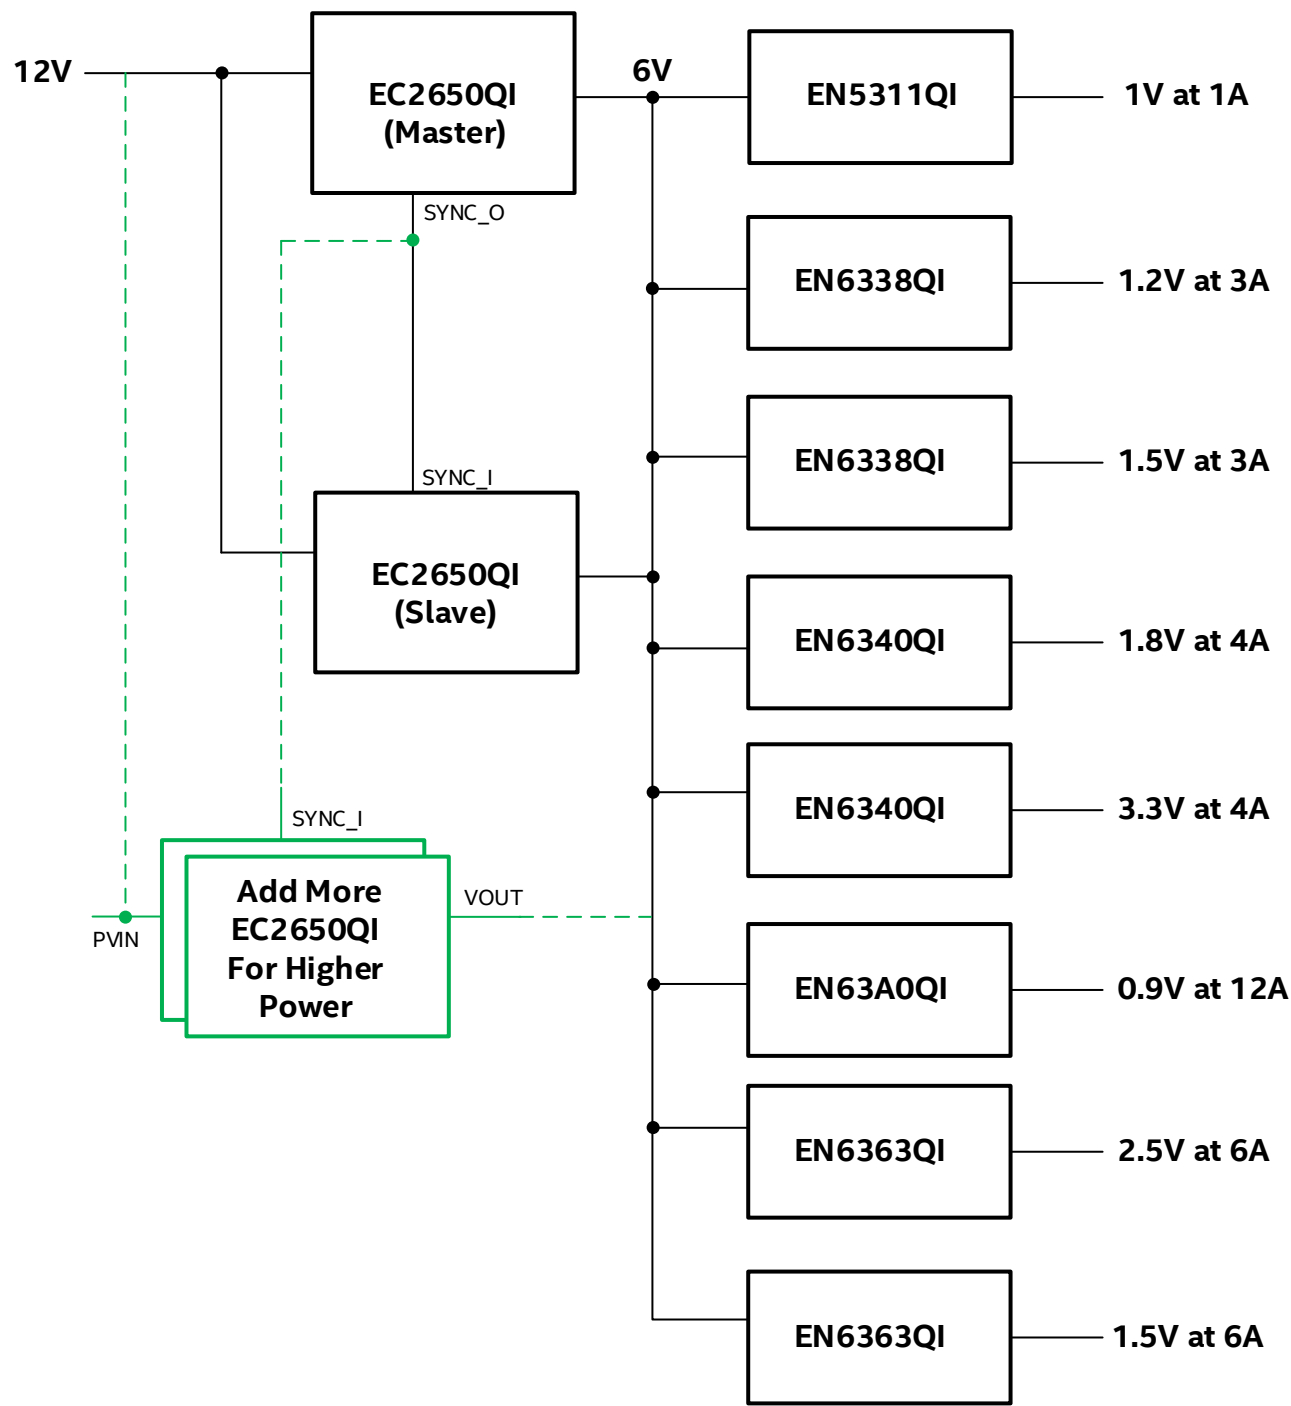 12V
EC2650QI
(Master)
6V
EN5311QI
1V at 1A
SYNC_O
EN6338QI
1.2V at 3A
EN6338QI
1.5V at 3A
SYNC_I
EC2650QI
(Slave)
EN6340QI
1.8V at 4A
EN6340QI
3.3V at 4A
SYNC_I
Add More
EC2650QI
For Higher
Power
VOUT
PVIN
EN63A0QI
0.9V at 12A
EN6363QI
2.5V at 6A
EN6363QI
1.5V at 6A